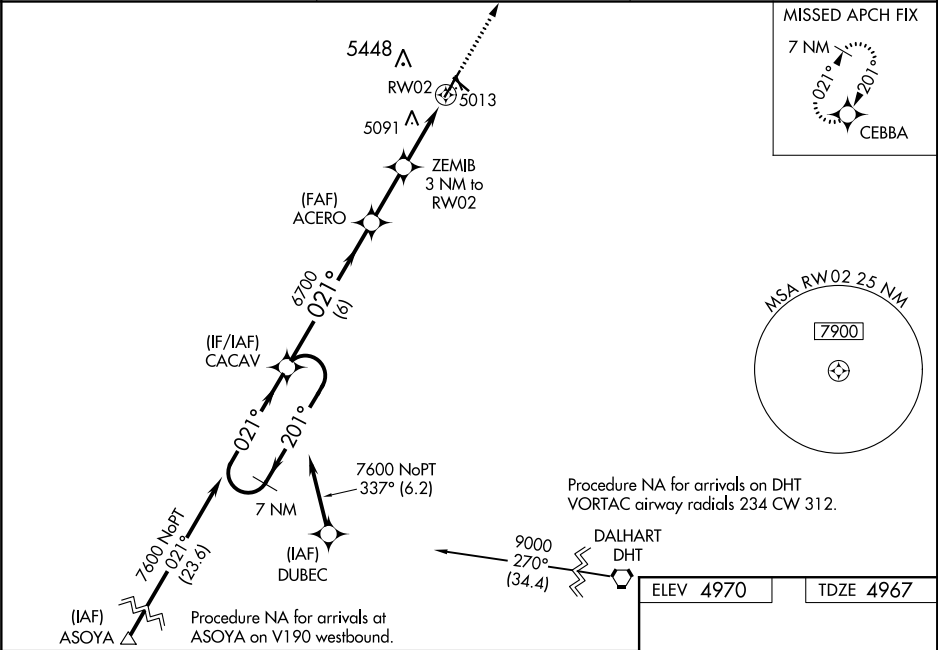 MISSED APCH FIX
7 NM
021°
201°
CEBBA
5448
RW02
5013
5091
ZEMIB
3 NM to
RW02
(FAF)
ACERO
6700
021°
(6)
(IF/IAF)
CACAV
MSA RW02 25 NM
7900
021°
201°
7 NM
7600 NoPT
337° (6.2)
(IAF)
DUBEC
7600 NoPT
021°
(23.6)
(IAF)
ASOYA
Procedure NA for arrivals at
ASOYA on V190 westbound.
Procedure NA for arrivals on DHT
VORTAC airway radials 234 CW 312.
9000
270°
(34.4)
DALHART
DHT
ELEV 4970
TDZE 4967